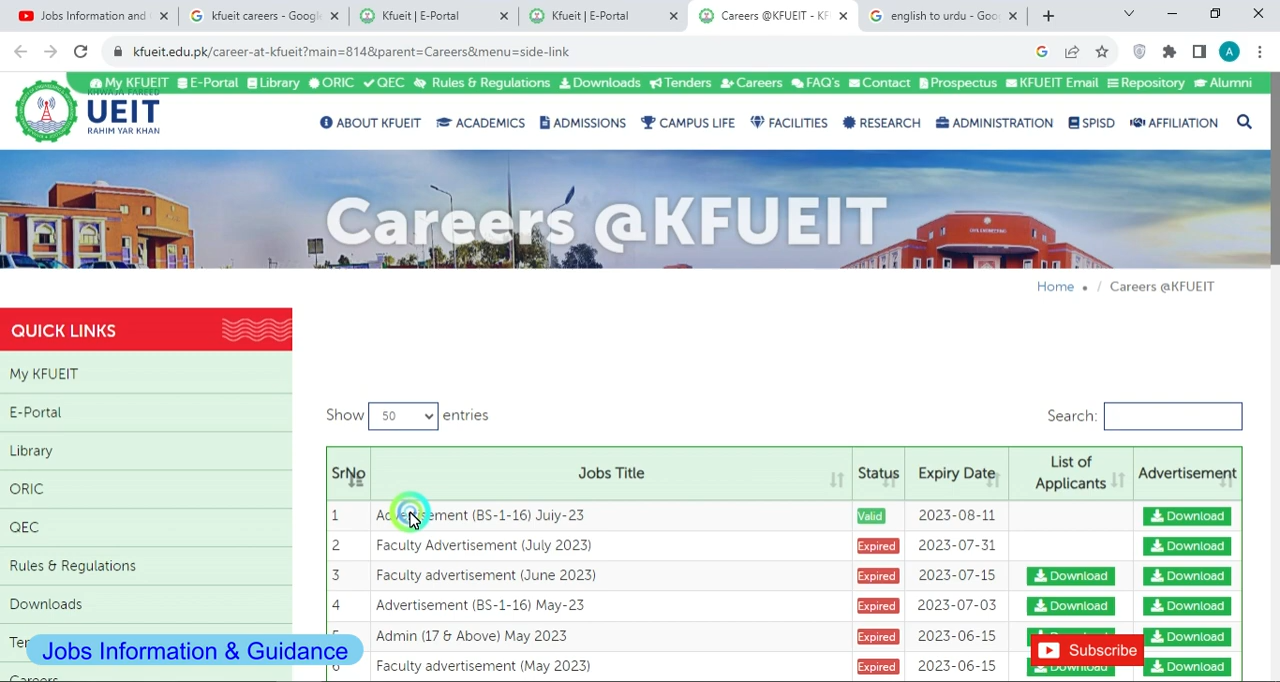 Jobs Information and
kfueit careers - Google
Kfueit | E-Portal
Kfueit | E-Portal
Careers @KFUEIT - KF
english to urdu - Goo
kfueit.edu.pk/career-at-kfueit?main=814&parent=Careers&menu=side-link
A
My KFUEIT E-Portal Library ORIC QEC Rules & Regulations Downloads Tenders Careers FAQ's Contact Prospectus KFUEIT Email Repository Alumni
KHWAJA FAREED
UEIT
RAHIM YAR KHAN
ABOUT KFUEIT ACADEMICS ADMISSIONS CAMPUS LIFE FACILITIES RESEARCH ADMINISTRATION SPISD AFFILIATION
Careers @KFUEIT
Home / Careers @KFUEIT
QUICK LINKS
My KFUEIT
E-Portal
Library
ORIC
QEC
Rules & Regulations
Downloads
Careers
Show 50 entries
Search:
SrNo Jobs Title Status Expiry Date List of Applicants Advertisement
1 Advertisement (BS-1-16) Juiy-23 Valid 2023-08-11 Download
2 Faculty Advertisement (July 2023) Expired 2023-07-31 Download
3 Faculty advertisement (June 2023) Expired 2023-07-15 Download Download
4 Advertisement (BS-1-16) May-23 Expired 2023-07-03 Download Download
5 Admin (17 & Above) May 2023 Expired 2023-06-15 Download
6 Faculty advertisement (May 2023) Expired 2023-06-15 Download Download
Jobs Information & Guidance
Subscribe